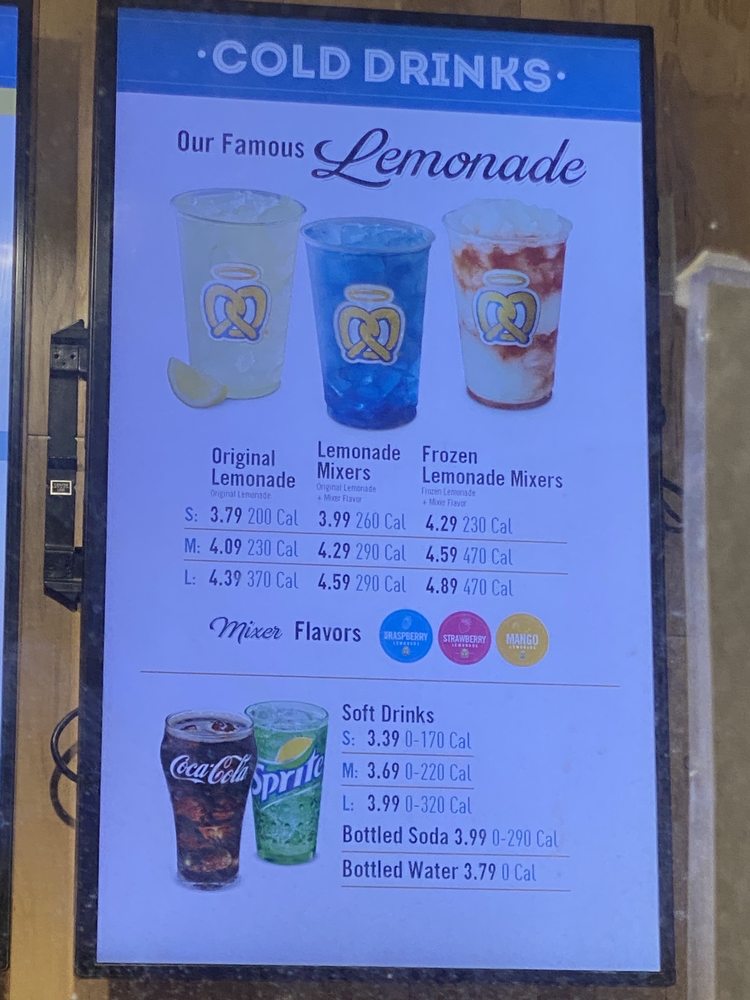 ·COLD DRINKS·
Our Famous Lemonade
Original Lemonade
Original Lemonade
Lemonade Mixers
Original Lemonade + Mixer Flavor
Frozen Lemonade Mixers
Frozen Lemonade + Mixer Flavor
S: 3.79 200 Cal 3.99 260 Cal 4.29 230 Cal
M: 4.09 230 Cal 4.29 290 Cal 4.59 470 Cal
L: 4.39 370 Cal 4.59 290 Cal 4.89 470 Cal
Mixer Flavors
STRAWBERRY LEMONADE
MANGO LEMONADE
Coca-Cola
Sprite
Soft Drinks
S: 3.39 0-170 Cal
M: 3.69 0-220 Cal
L: 3.99 0-320 Cal
Bottled Soda 3.99 0-290 Cal
Bottled Water 3.79 0 Cal